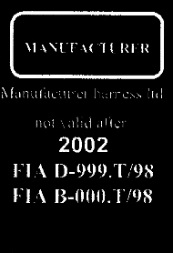 MANUFACTURER
Manufacturer harness ltd
not valid after
2002
FIA D-999.T/98
FIA B-000.T/98